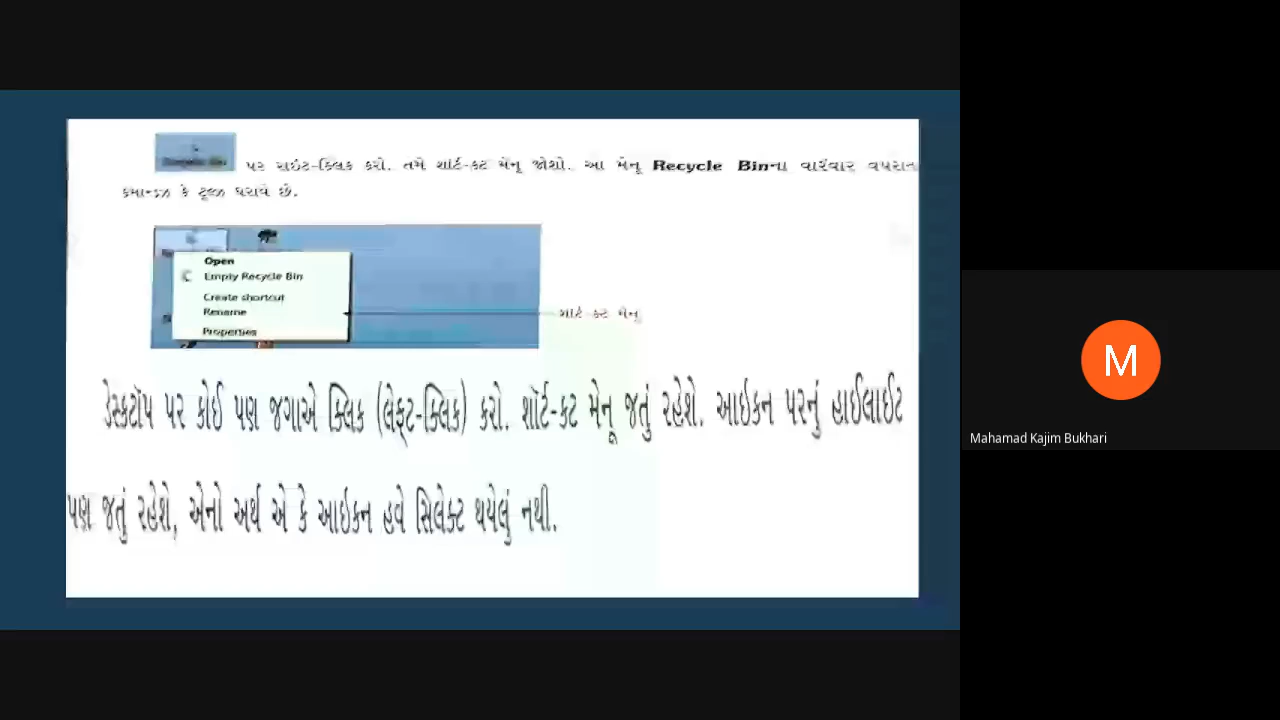 પર રાઇટ-ક્લિક કરો. તમે શૉર્ટ-કટ મેનૂ જોશો. આ મેનૂ Recycle Binના વારંવાર વપરાતા
કમાન્ડ્ઝ કે ટૂલ્ઝ ધરાવે છે.
Open
Empty Recycle Bin
Create shortcut
Rename
Properties
શૉર્ટ-કટ મેનૂ
ડેસ્કટૉપ પર કોઈ પણ જગાએ ક્લિક (લેફ્ટ-ક્લિક) કરો. શૉર્ટ-કટ મેનૂ જતું રહેશે. આઇકન પરનું હાઈલાઈટ
પણ જતું રહેશે, એનો અર્થ એ કે આઇકન હવે સિલેક્ટ થયેલું નથી.
M
Mahamad Kajim Bukhari